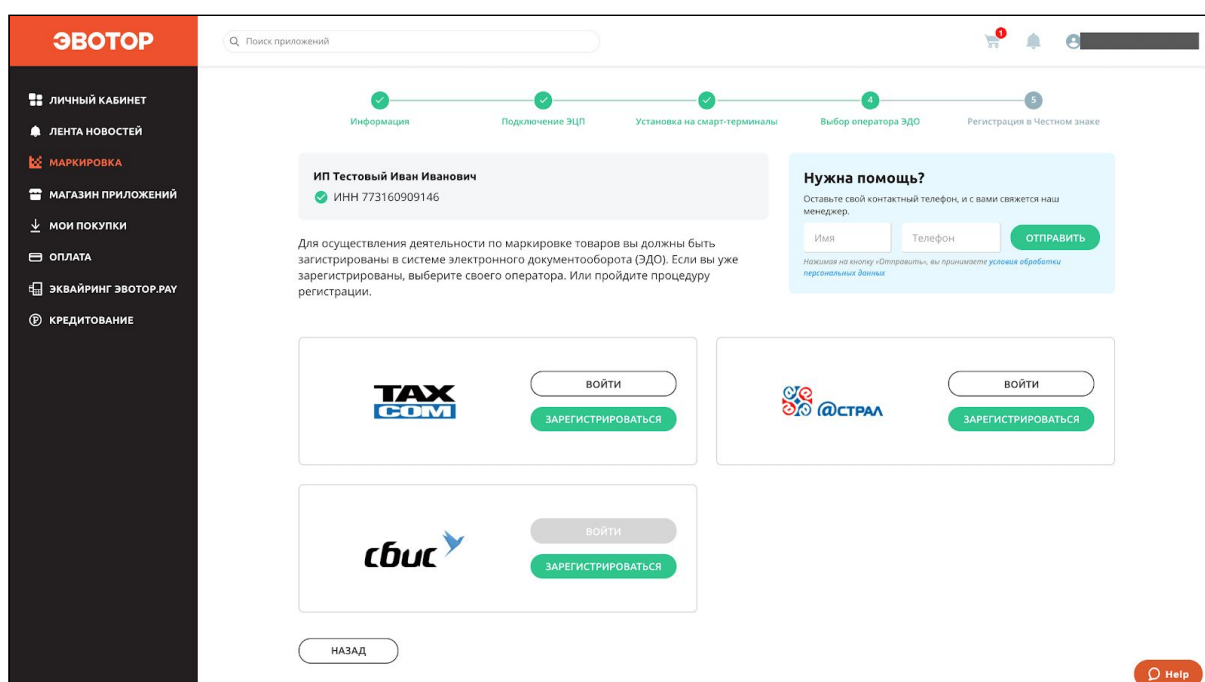 ЭВОТОР
Поиск приложений
1
ЛИЧНЫЙ КАБИНЕТ
ЛЕНТА НОВОСТЕЙ
МАРКИРОВКА
МАГАЗИН ПРИЛОЖЕНИЙ
МОИ ПОКУПКИ
ОПЛАТА
ЭКВАЙРИНГ ЭВОТОР.PAY
КРЕДИТОВАНИЕ
4
5
Информация
Подключение ЭЦП
Установка на смарт-терминалы
Выбор оператора ЭДО
Регистрация в Честном знаке
ИП Тестовый Иван Иванович
ИНН 773160909146
Нужна помощь?
Оставьте свой контактный телефон, и с вами свяжется наш
менеджер.
Имя
Телефон
ОТПРАВИТЬ
Нажимая на кнопку «Отправить», вы принимаете условия обработки
персональных данных
Для осуществления деятельности по маркировке товаров вы должны быть
загистрированы в системе электронного документооборота (ЭДО). Если вы уже
зарегистрированы, выберите своего оператора. Или пройдите процедуру
регистрации.
TAX
COM
ВОЙТИ
ЗАРЕГИСТРИРОВАТЬСЯ
@СТРАЛ
ВОЙТИ
ЗАРЕГИСТРИРОВАТЬСЯ
сбис
ВОЙТИ
ЗАРЕГИСТРИРОВАТЬСЯ
НАЗАД
Help